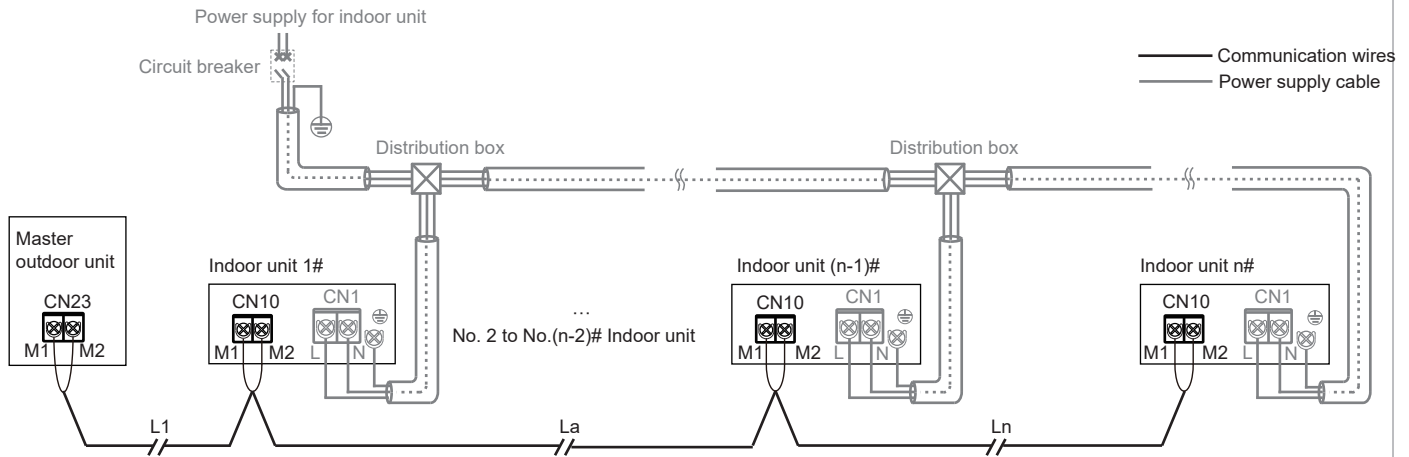 Power supply for indoor unit
Circuit breaker
Communication wires
Power supply cable
Distribution box
Distribution box
Master
outdoor unit
CN23
M1 M2
Indoor unit 1#
CN10 CN1
M1 M2 L N
...
No. 2 to No.(n-2)# Indoor unit
Indoor unit (n-1)#
CN10 CN1
M1 M2 L N
Indoor unit n#
CN10 CN1
M1 M2 L N
L1
La
Ln